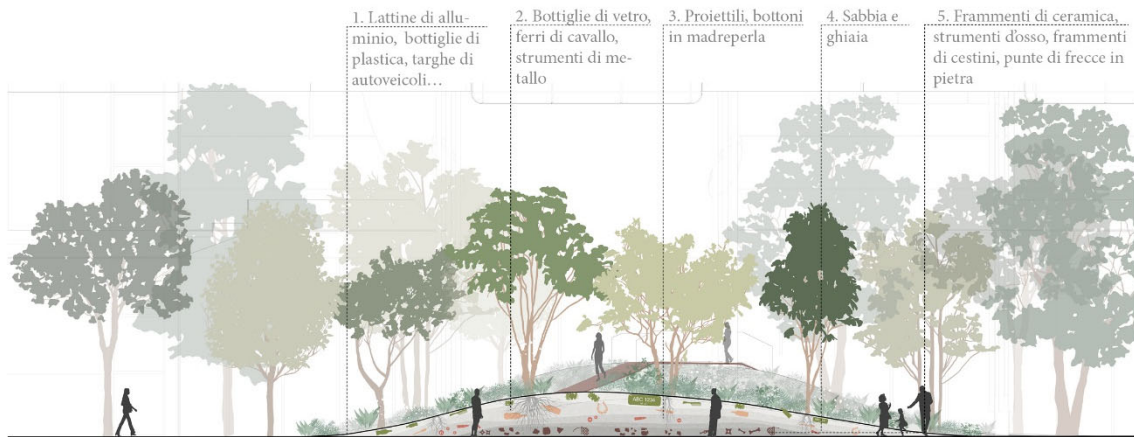 1. Lattine di allu-
minio, bottiglie di
plastica, targhe di
autoveicoli…
2. Bottiglie di vetro,
ferri di cavallo,
strumenti di me-
tallo
3. Proiettili, bottoni
in madreperla
4. Sabbia e
ghiaia
5. Frammenti di ceramica,
strumenti d'osso, frammenti
di cestini, punte di frecce in
pietra
ABC 1234